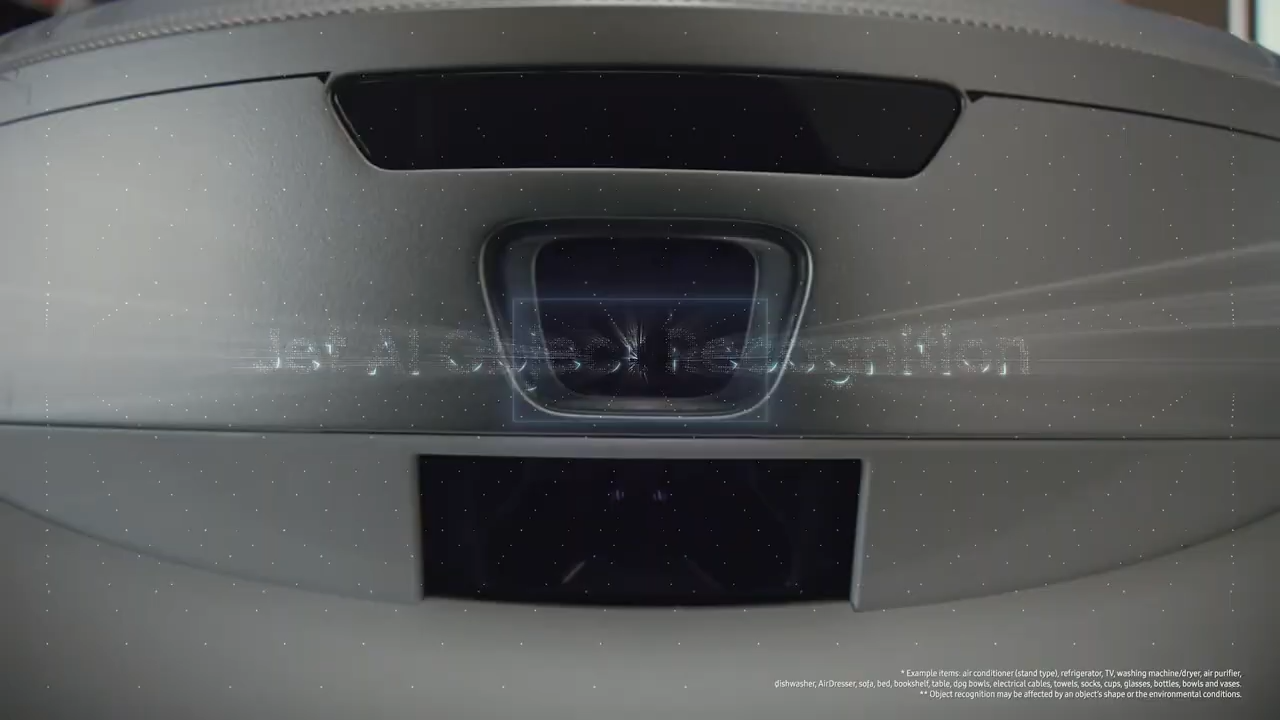 Jet AI Object Recognition
* Example items: air conditioner (stand type), refrigerator, TV, washing machine/dryer, air purifier,
dishwasher, AirDresser, sofa, bed, bookshelf, table, dog bowls, electrical cables, towels, socks, cups, glasses, bottles, bowls and vases.
** Object recognition may be affected by an object's shape or the environmental conditions.